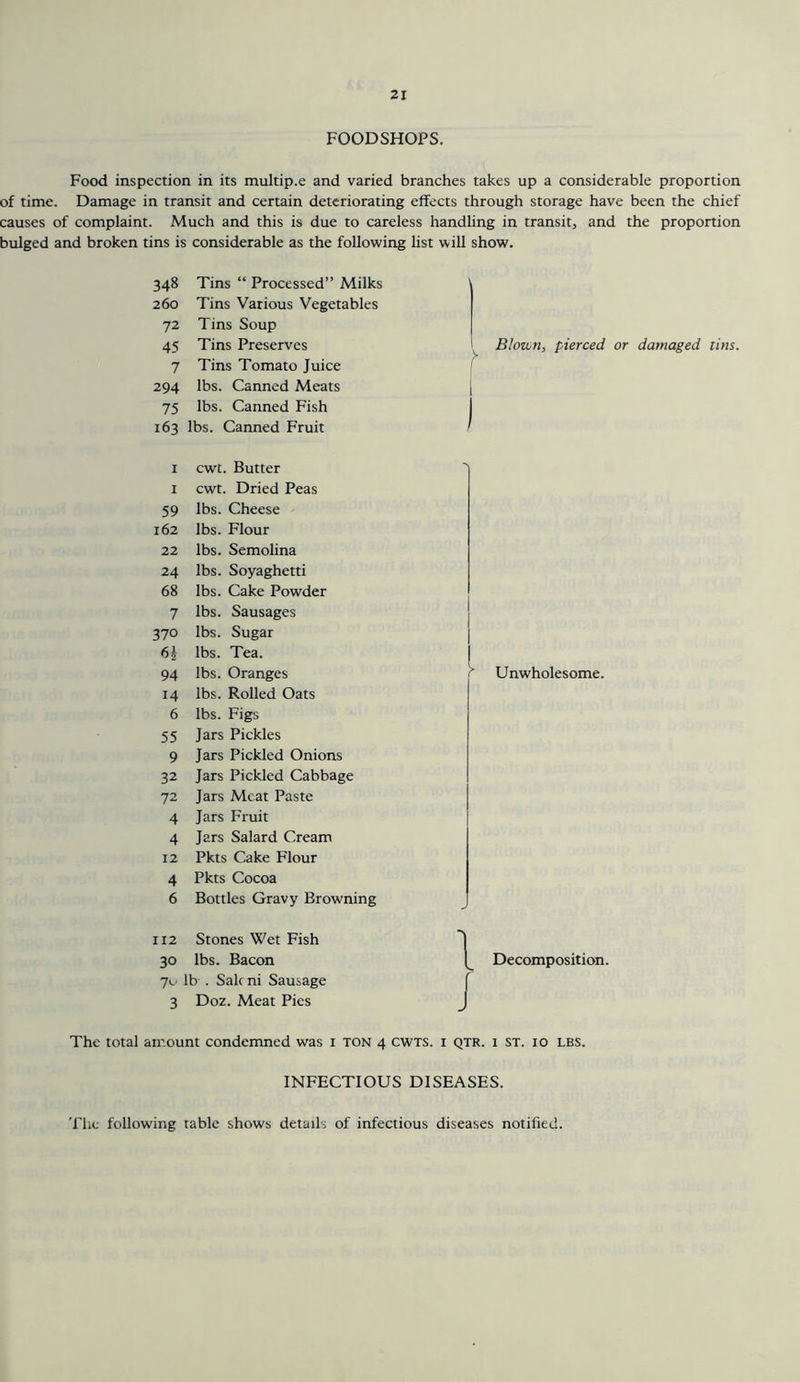 21
FOODSHOPS.
Food inspection in its multip.e and varied branches takes up a considerable proportion
of time. Damage in transit and certain deteriorating effects through storage have been the chief
causes of complaint. Much and this is due to careless handling in transit, and the proportion
bulged and broken tins is considerable as the following list will show.
348 Tins “ Processed” Milks
260 Tins Various Vegetables
72 Tins Soup
45 Tins Preserves
Blown, pierced or damaged tins.
7 Tins Tomato Juice
294 lbs. Canned Meats
75 lbs. Canned Fish
163 lbs. Canned Fruit
1 cwt. Butter
1 cwt. Dried Peas
59 lbs. Cheese
162 lbs. Flour
22 lbs. Semolina
24 lbs. Soyaghetti
68 lbs. Cake Powder
7 lbs. Sausages
370 lbs. Sugar
6½ lbs. Tea.
94 lbs. Oranges
Unwholesome.
14 lbs. Rolled Oats
6 lbs. Figs
55 Jars Pickles
9 Jars Pickled Onions
32 Jars Pickled Cabbage
72 Jars Meat Paste
4 Jars Fruit
4 Jars Salard Cream
12 Pkts Cake Flour
4 Pkts Cocoa
6 Bottles Gravy Browning
112 Stones Wet Fish
30 lbs. Bacon
Decomposition.
70 lb . Sausage
3 Doz. Meat Pies
The total amount condemned was 1 TON 4 CWTS. 1 QTR. 1 ST. 10 LBS.
INFECTIOUS DISEASES.
The following table shows details of infectious diseases notified.